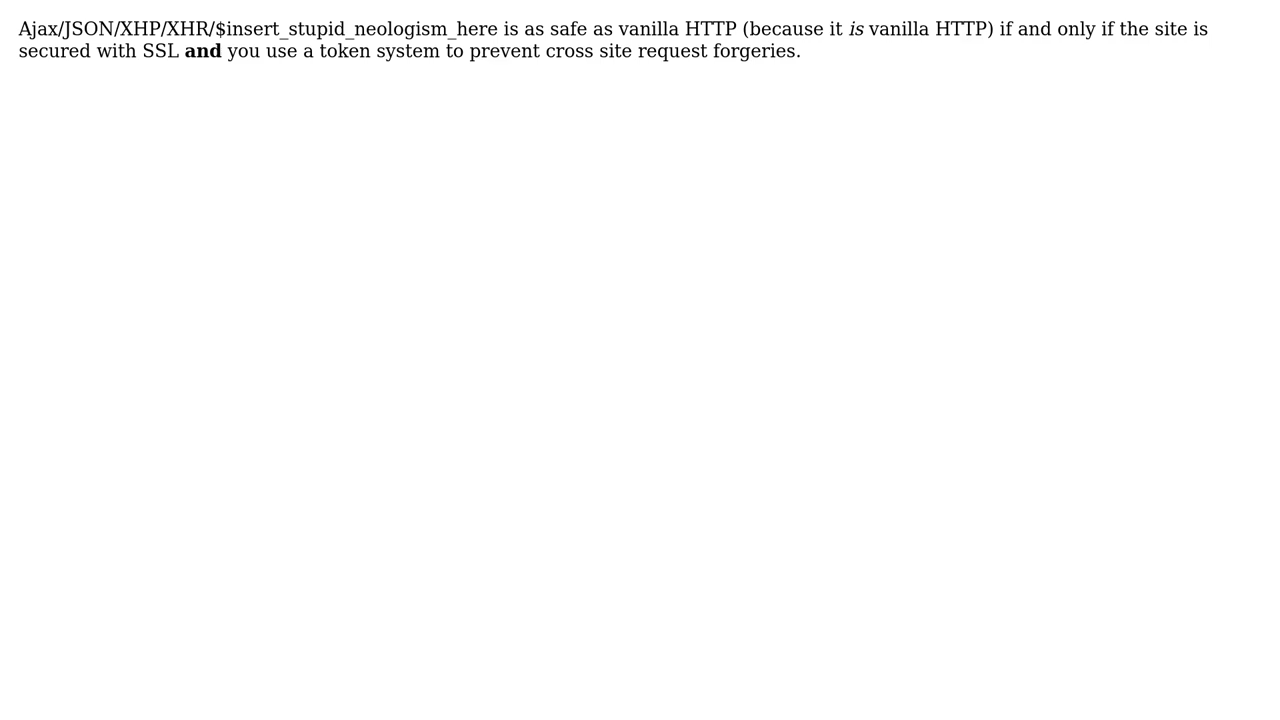 Ajax/JSON/XHP/XHR/$insert_stupid_neologism_here is as safe as vanilla HTTP (because it is vanilla HTTP) if and only if the site is
secured with SSL and you use a token system to prevent cross site request forgeries.